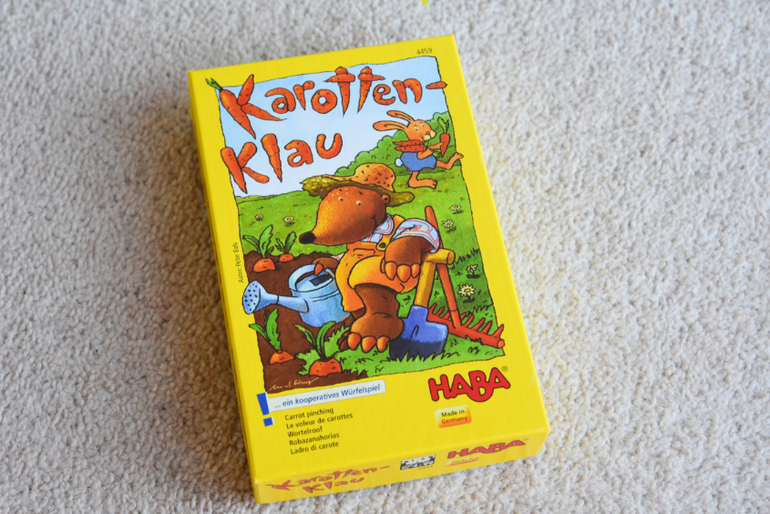 4459
Karotten-
Klau
... ein kooperatives Würfelspiel
Carrot pinching
Le voleur de carottes
Wortelroof
Robazanahorias
Ladro di carote
HABA®
Made in
Germany
Karotten-
Klau
HABA